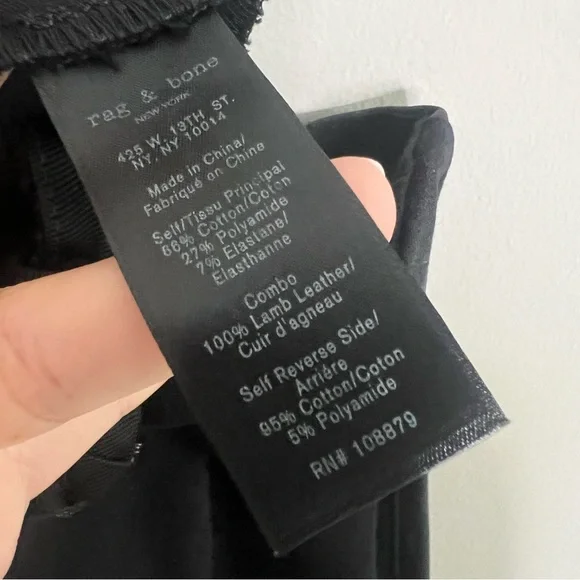 rag & bone
NEW YORK
425 W. 13TH ST.
NY, NY 10014
Made in China/
Fabriqué en Chine
Self/Tissu Principal
66% Cotton/Coton
27% Polyamide
7% Elastane/
Elasthanne
Combo
100% Lamb Leather/
Cuir d'agneau
Self Reverse Side/
Arriére
95% Cotton/Coton
5% Polyamide
RN# 108879